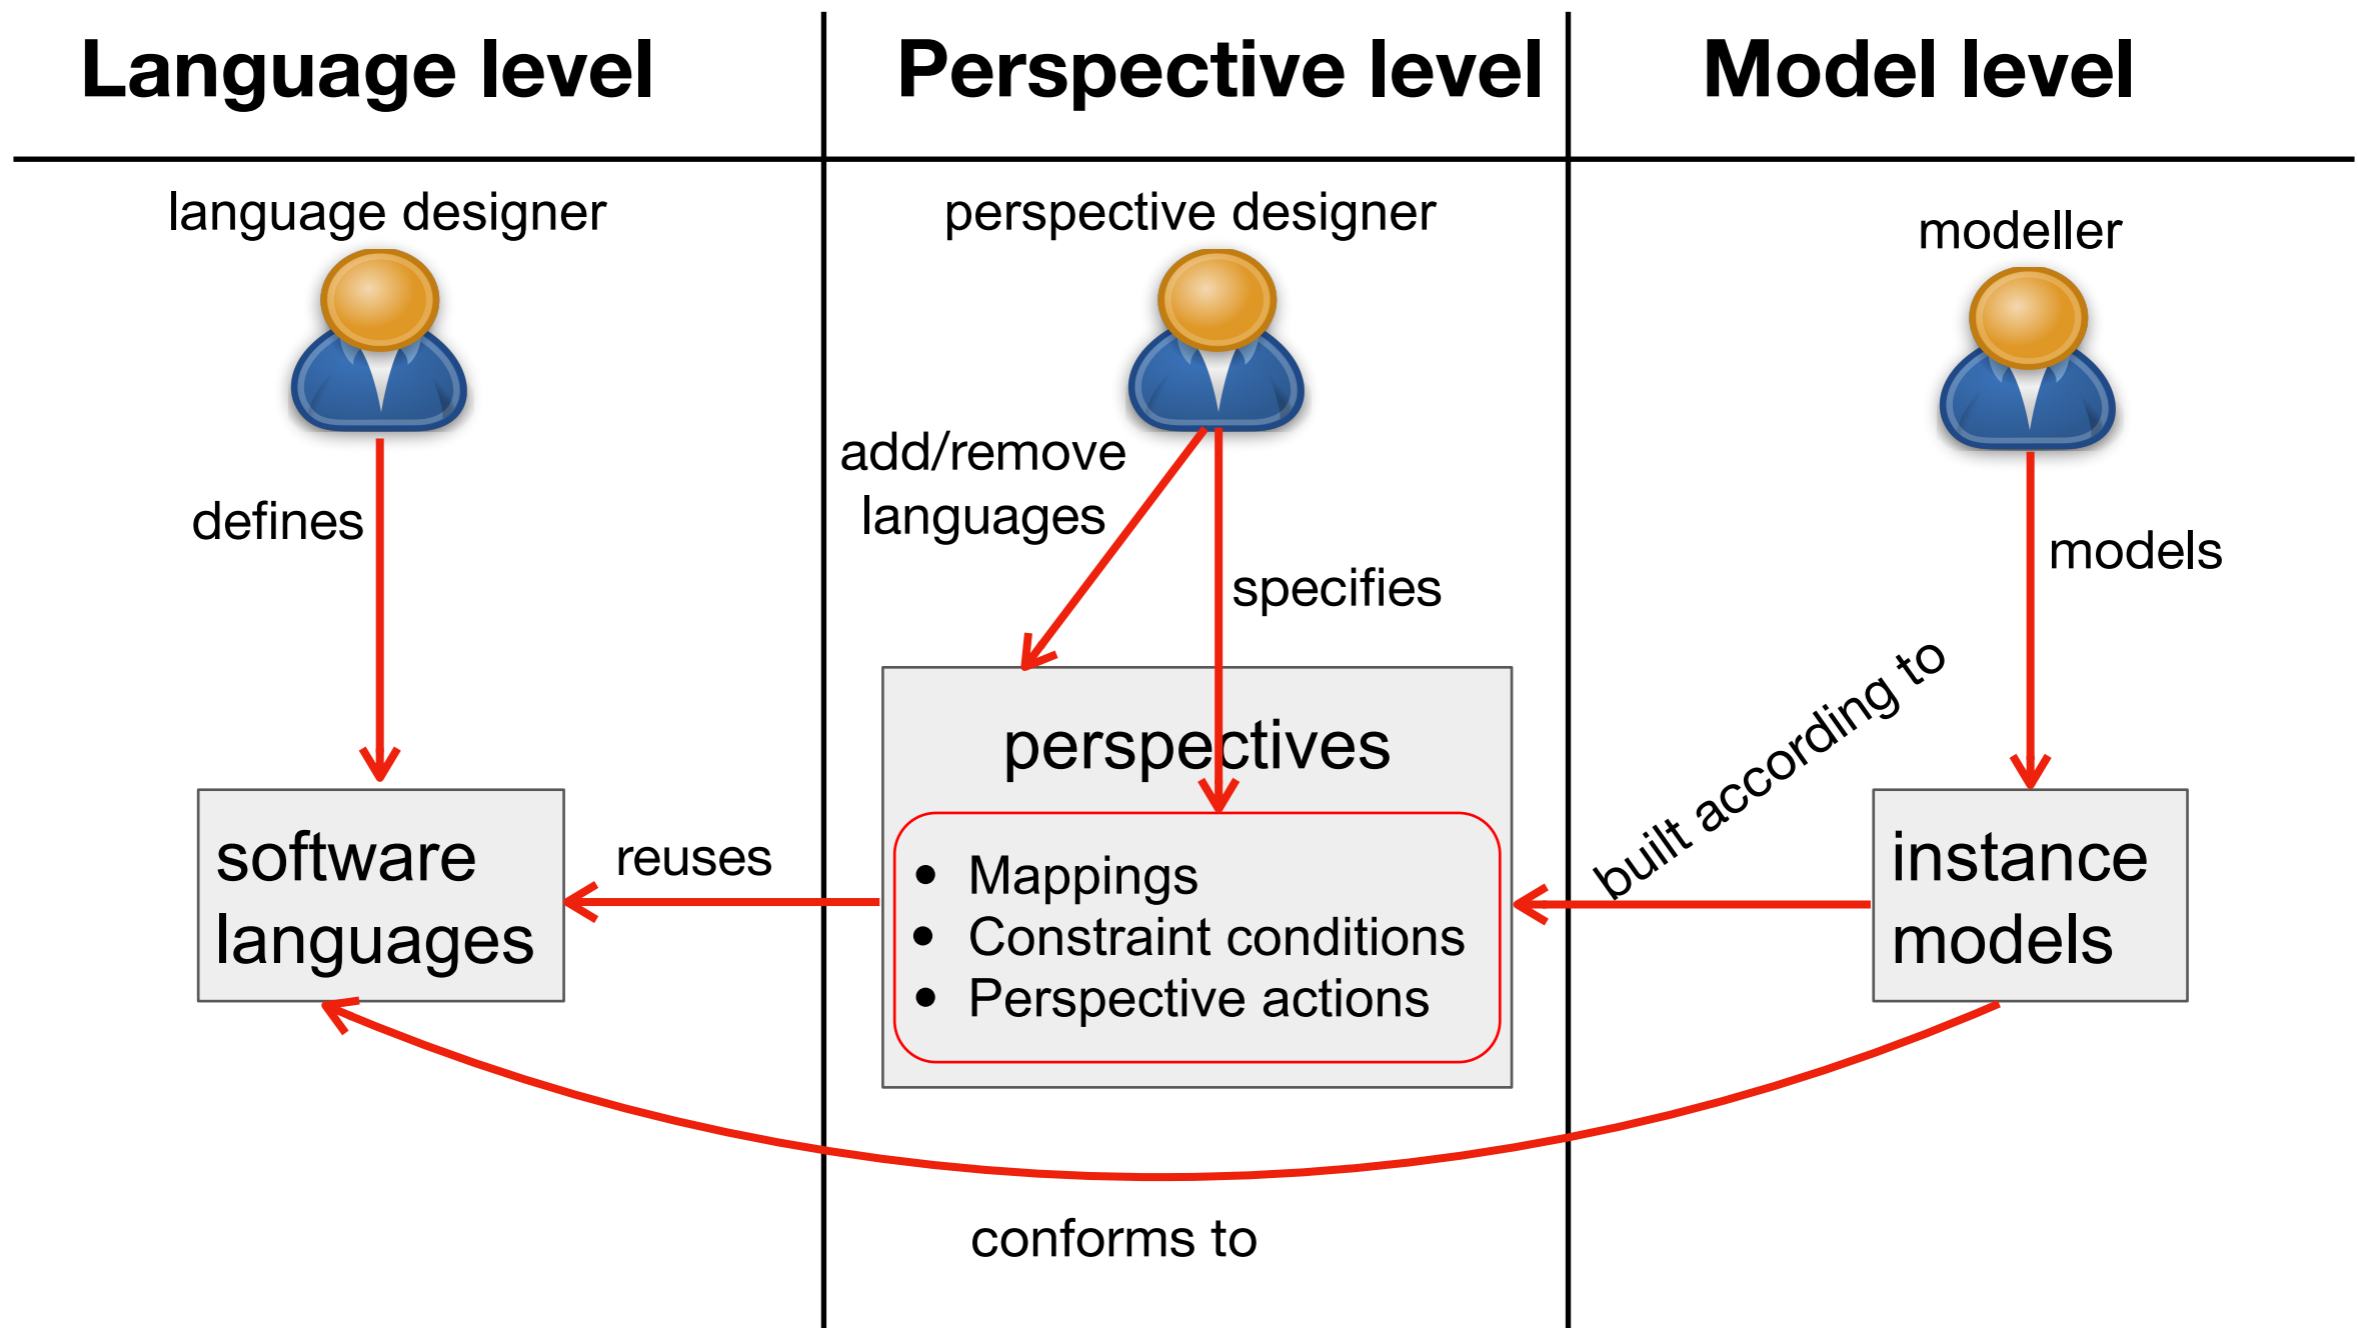 Language level
Perspective level
Model level
language designer
perspective designer
modeller
defines
add/remove
languages
specifies
models
built according to
software
languages
reuses
perspectives
• Mappings
• Constraint conditions
• Perspective actions
instance
models
conforms to